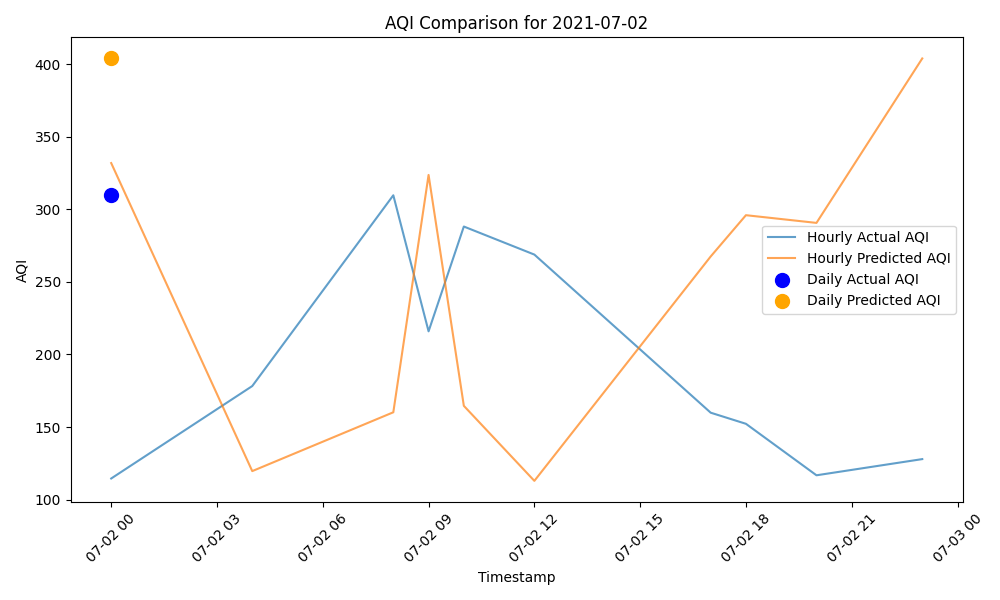 AQI Comparison for 2021-07-02
AQI
400
350
300
250
200
150
100
Hourly Actual AQI
Hourly Predicted AQI
Daily Actual AQI
Daily Predicted AQI
07-02 00
07-02 03
07-02 06
07-02 09
07-02 12
07-02 15
07-02 18
07-02 21
07-03 00
Timestamp